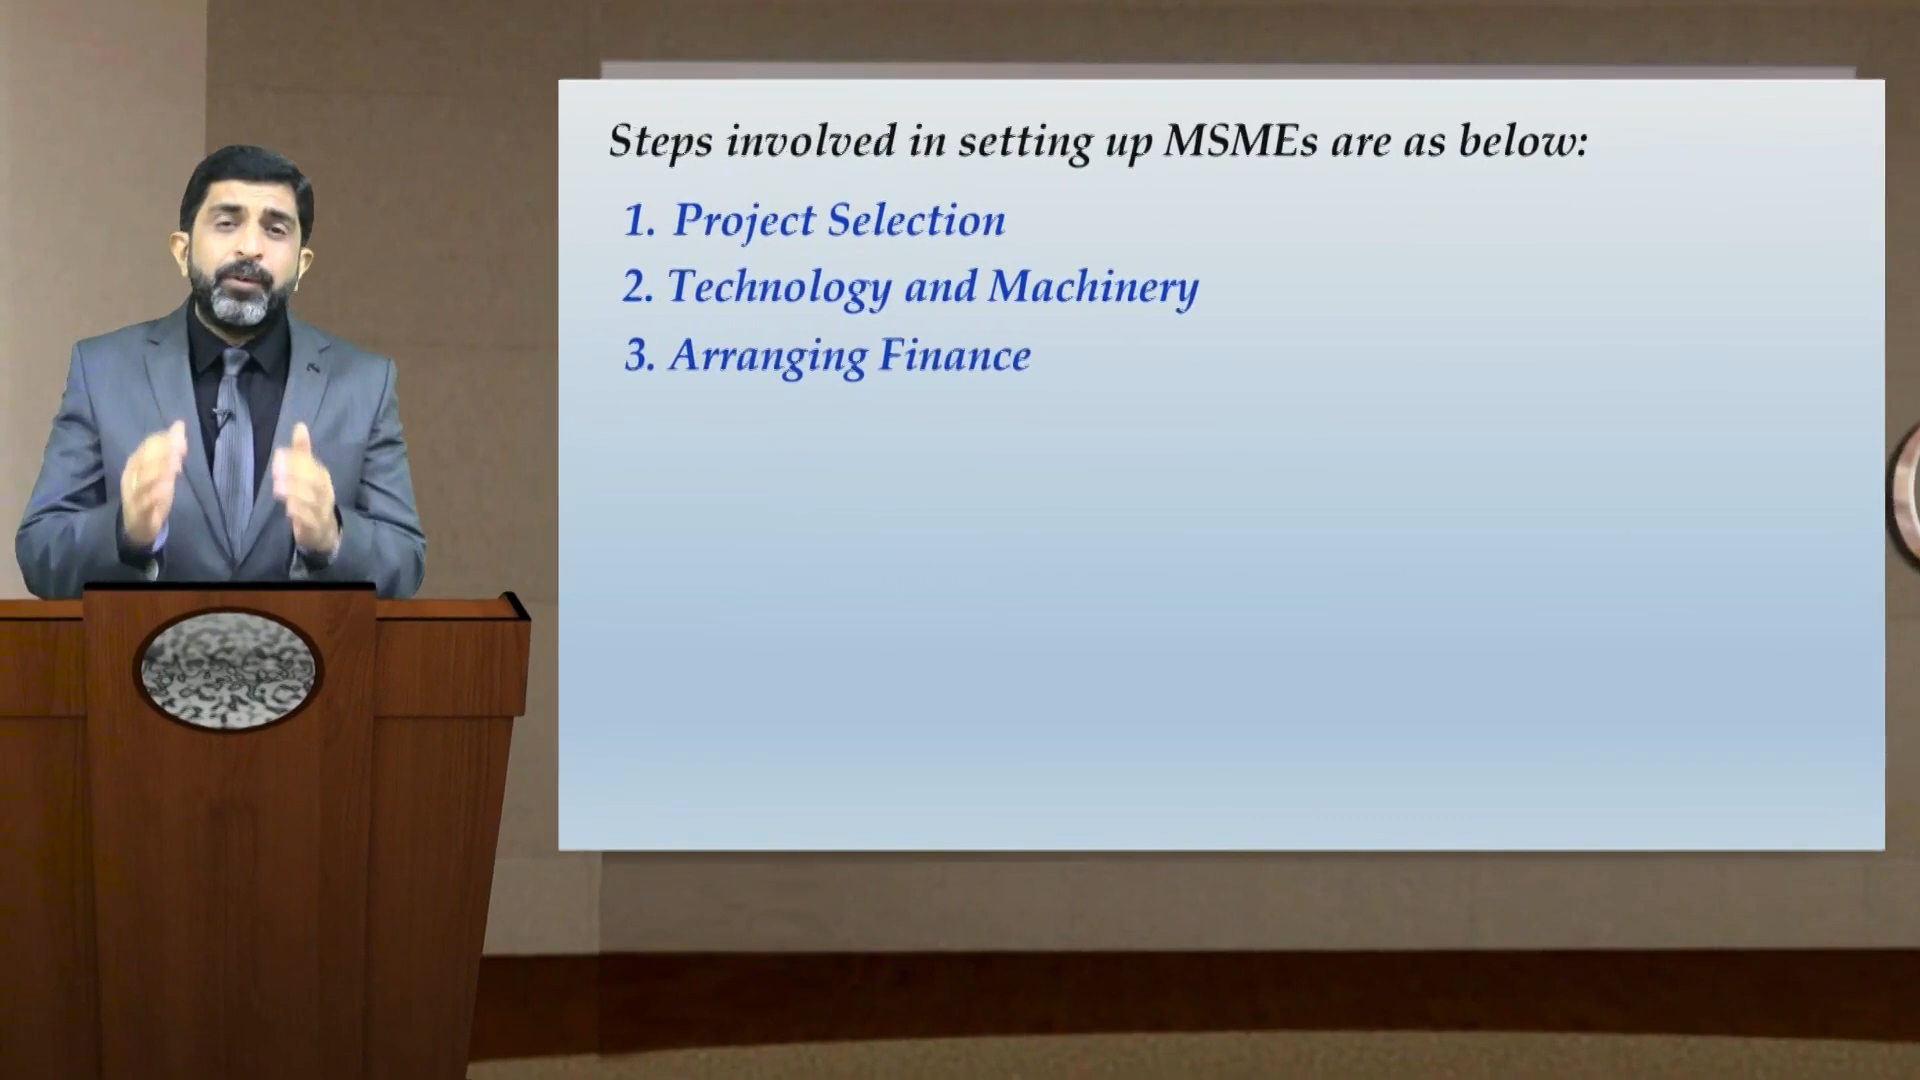 Steps involved in setting up MSMEs are as below:
1. Project Selection
2. Technology and Machinery
3. Arranging Finance